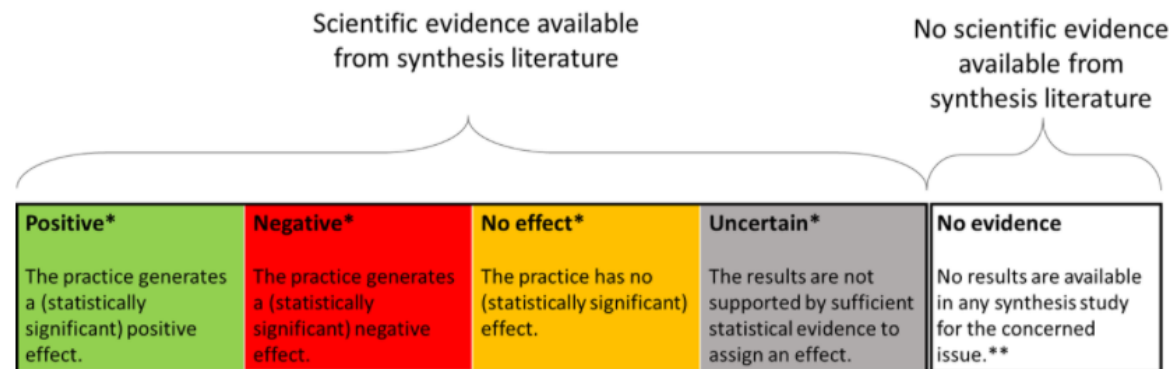 Scientific evidence available
from synthesis literature
No scientific evidence
available from
synthesis literature
Positive*
The practice generates
a (statistically
significant) positive
effect.
Negative*
The practice generates
a (statistically
significant) negative
effect.
No effect*
The practice has no
(statistically significant)
effect.
Uncertain*
The results are not
supported by sufficient
statistical evidence to
assign an effect.
No evidence
No results are available
in any synthesis study
for the concerned
issue.**